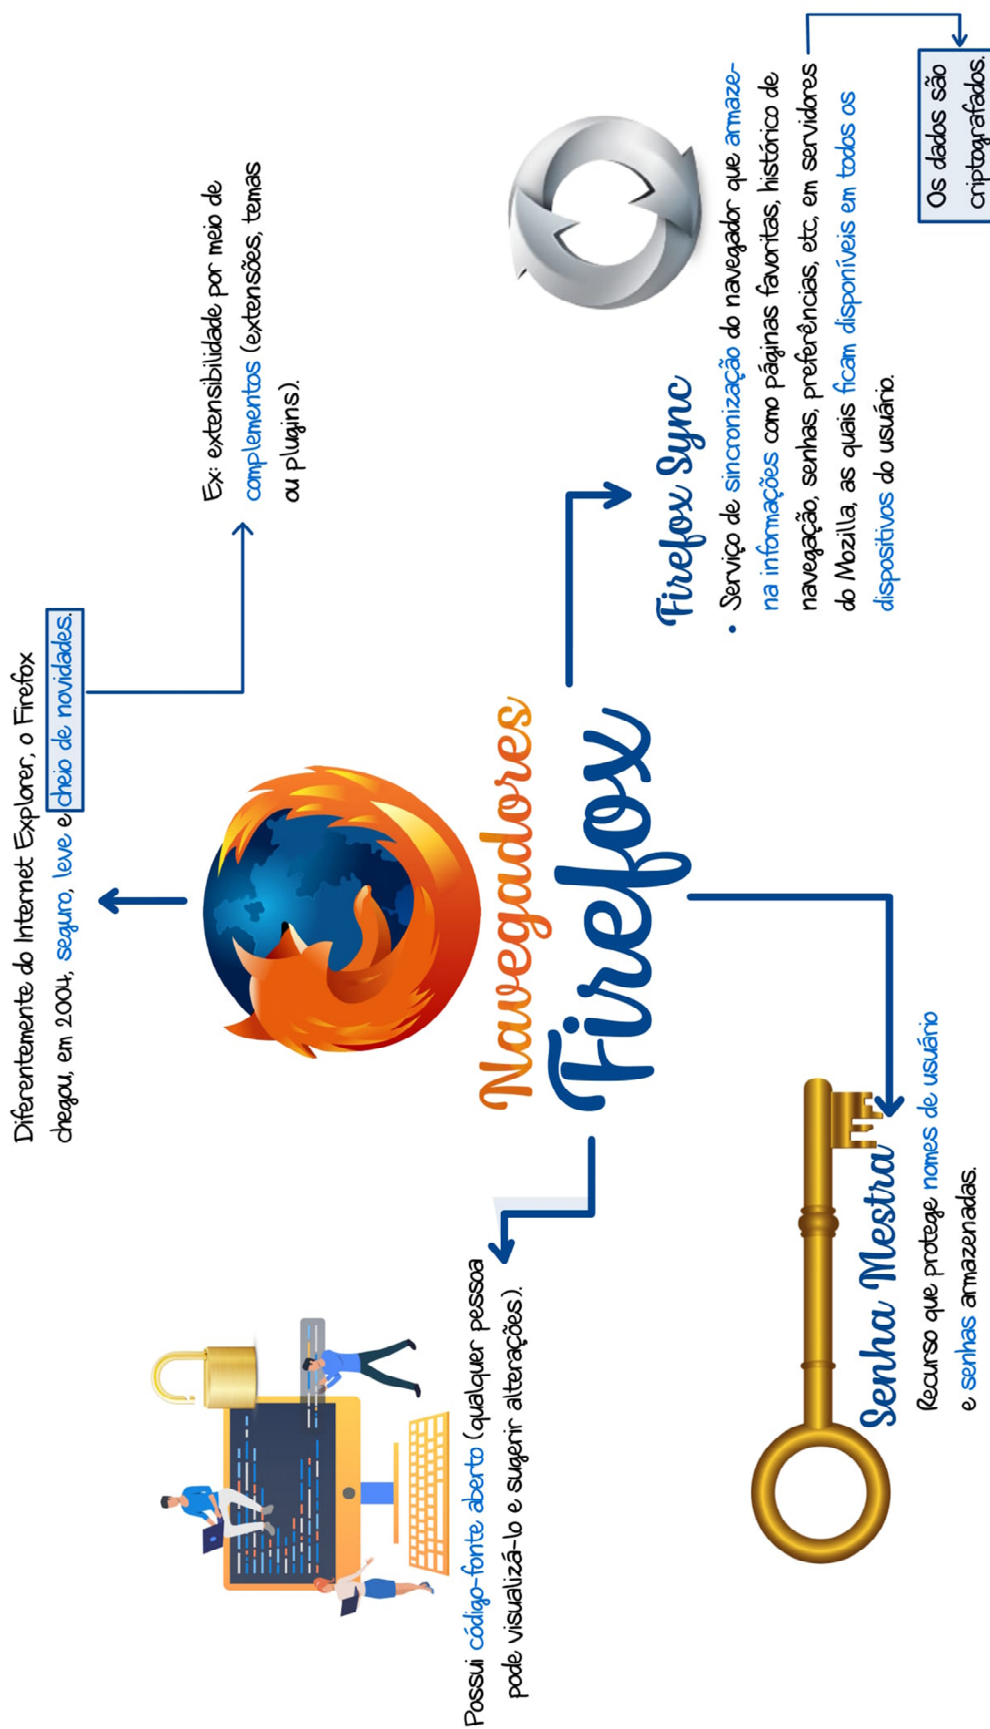 Diferentemente do Internet Explorer, o Firefox
chegou, em 2004, seguro, leve e cheio de novidades.
Ex: extensibilidade por meio de
complementos (extensões, temas
ou plugins).
Navegadores
Firefox
Possui código-fonte aberto (qualquer pessoa
pode visualizá-lo e sugerir alterações).
Firefox Sync
• Serviço de sincronização do navegador que armaze-
na informações como páginas favoritas, histórico de
navegação, senhas, preferências, etc, em servidores
do Mozilla, as quais ficam disponíveis em todos os
dispositivos do usuário.
Os dados são
criptografados.
Senha Mestra
Recurso que protege nomes de usuário
e senhas armazenadas.